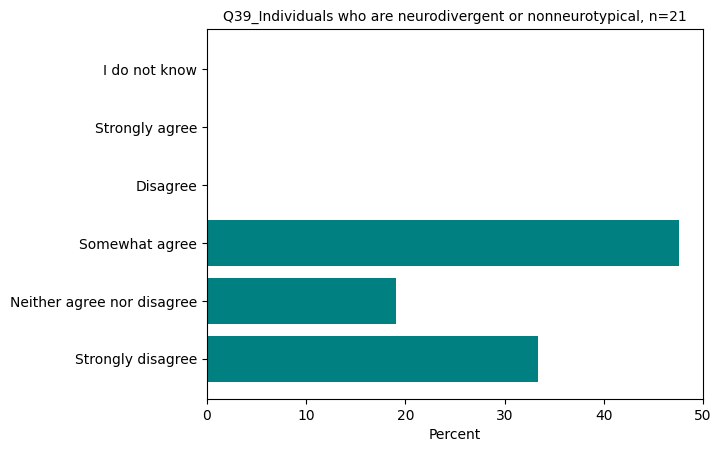 Q39_Individuals who are neurodivergent or nonneurotypical, n=21
I do not know
Strongly agree
Disagree
Somewhat agree
Neither agree nor disagree
Strongly disagree
0 10 20 30 40 50
Percent